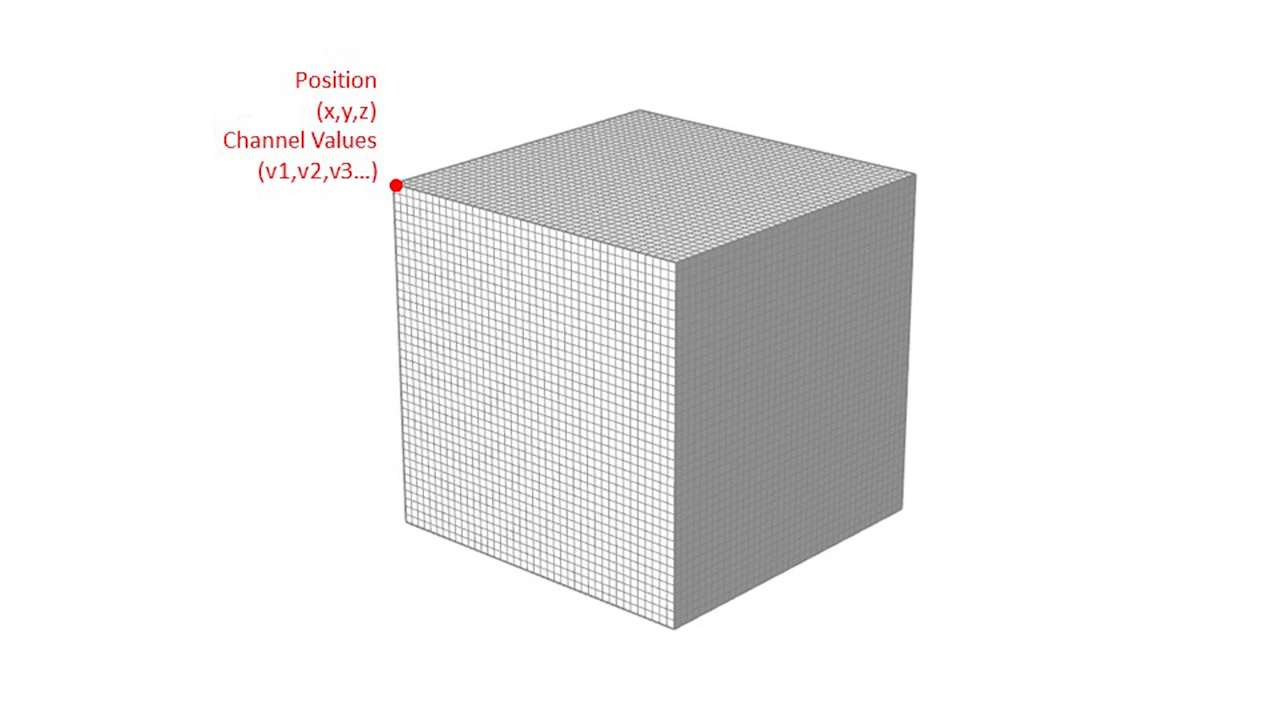 Position
(x,y,z)
Channel Values
(v1,v2,v3...)